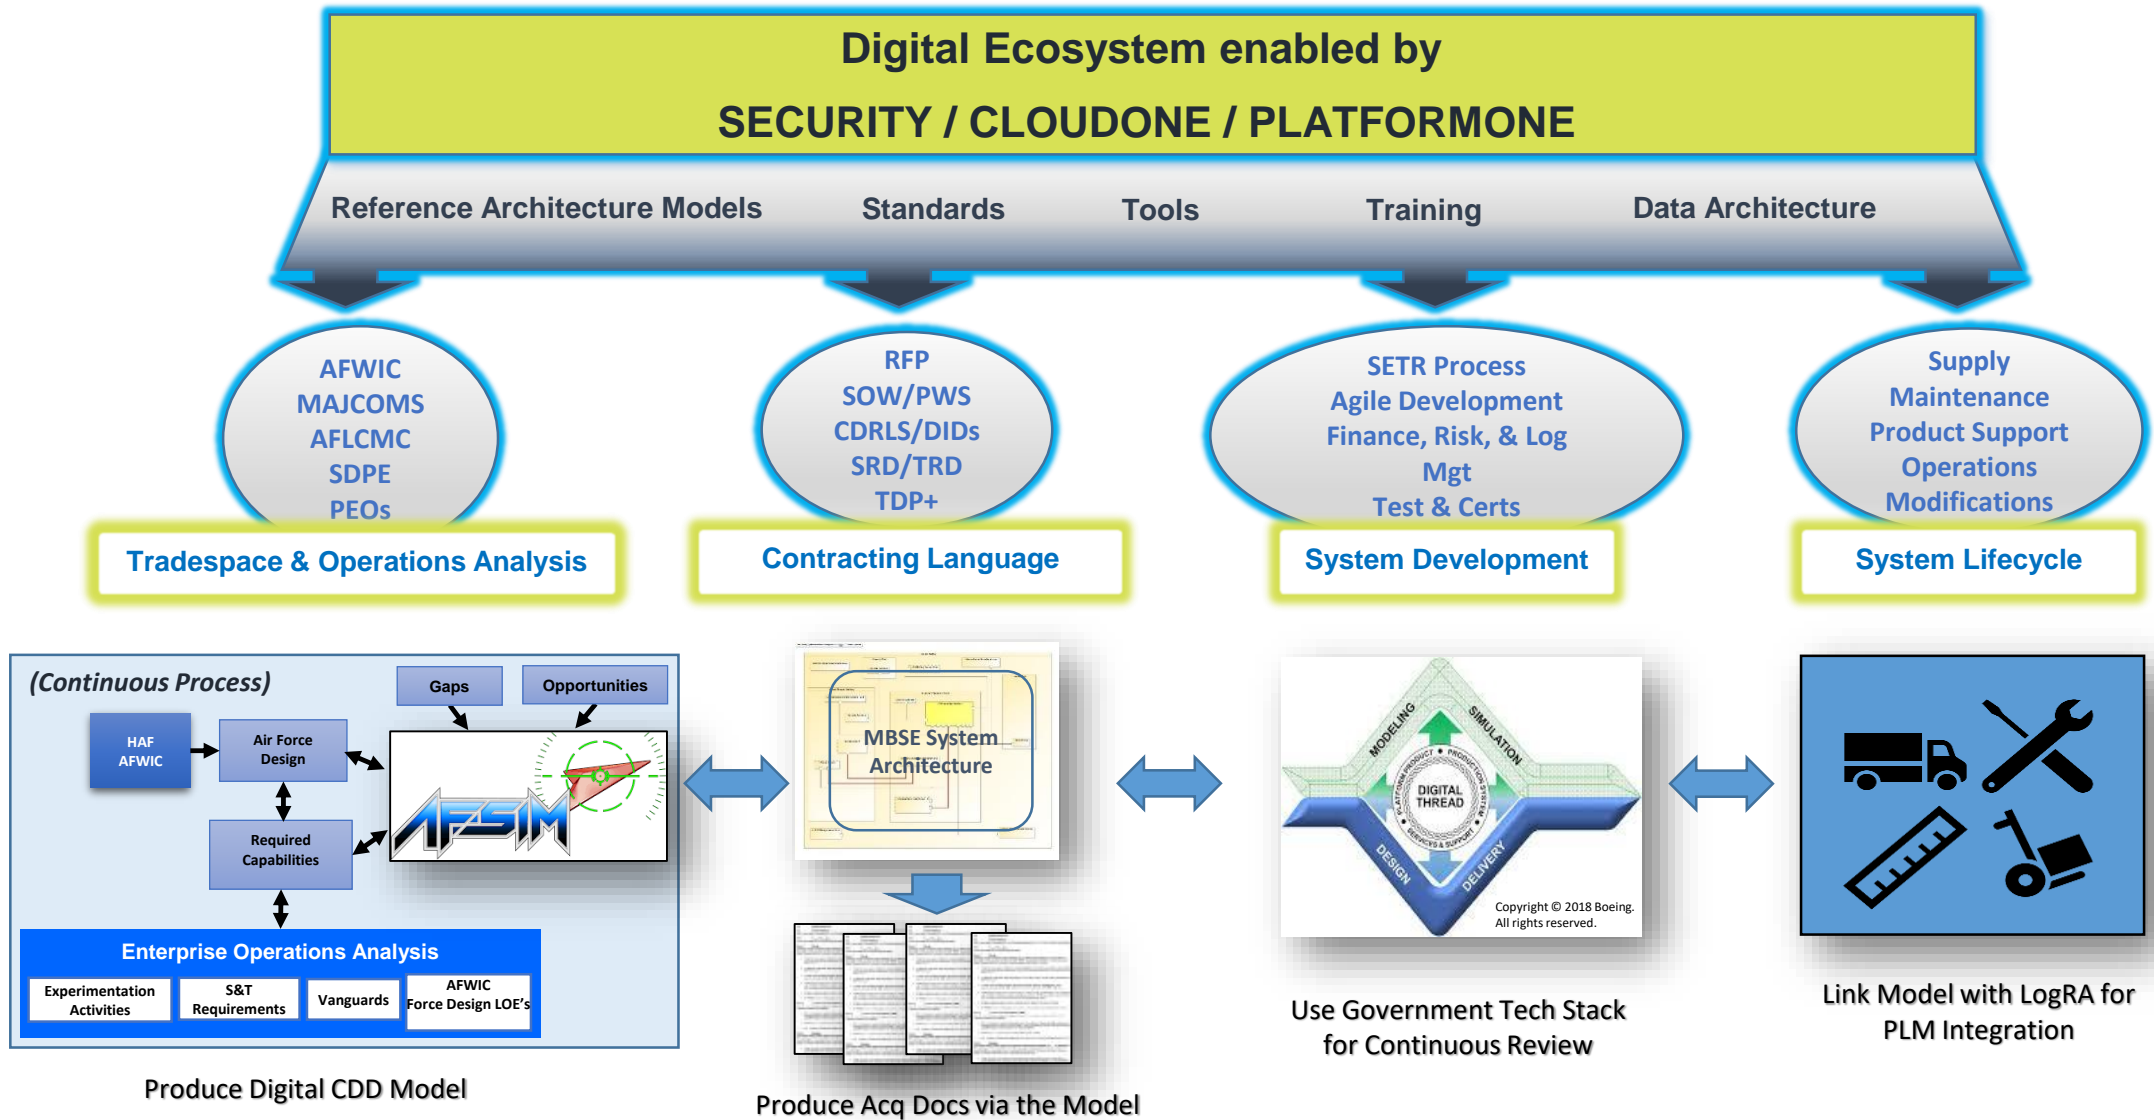 Digital Ecosystem enabled by
SECURITY / CLOUDONE / PLATFORMONE
Reference Architecture Models
Standards
Tools
Training
Data Architecture
AFWIC
MAJCOMS
AFLCMC
SDPE
PEOs
Tradespace & Operations Analysis
RFP
SOW/PWS
CDRLS/DIDs
SRD/TRD
TDP+
Contracting Language
SETR Process
Agile Development
Finance, Risk, & Log
Mgt
Test & Certs
System Development
Supply
Maintenance
Product Support
Operations
Modifications
System Lifecycle
(Continuous Process)
Gaps
Opportunities
HAF
AFWIC
Air Force
Design
Required
Capabilities
AFSIM
Enterprise Operations Analysis
Experimentation
Activities
S&T
Requirements
Vanguards
AFWIC
Force Design LOE's
Produce Digital CDD Model
MBSE System
Architecture
Produce Acq Docs via the Model
MODELING
SIMULATION
PLATFORM PRODUCT • PRODUCTION SYSTEM • SERVICES & SUPPORT
DIGITAL
THREAD
DESIGN
DELIVERY
Copyright © 2018 Boeing.
All rights reserved.
Use Government Tech Stack
for Continuous Review
Link Model with LogRA for
PLM Integration